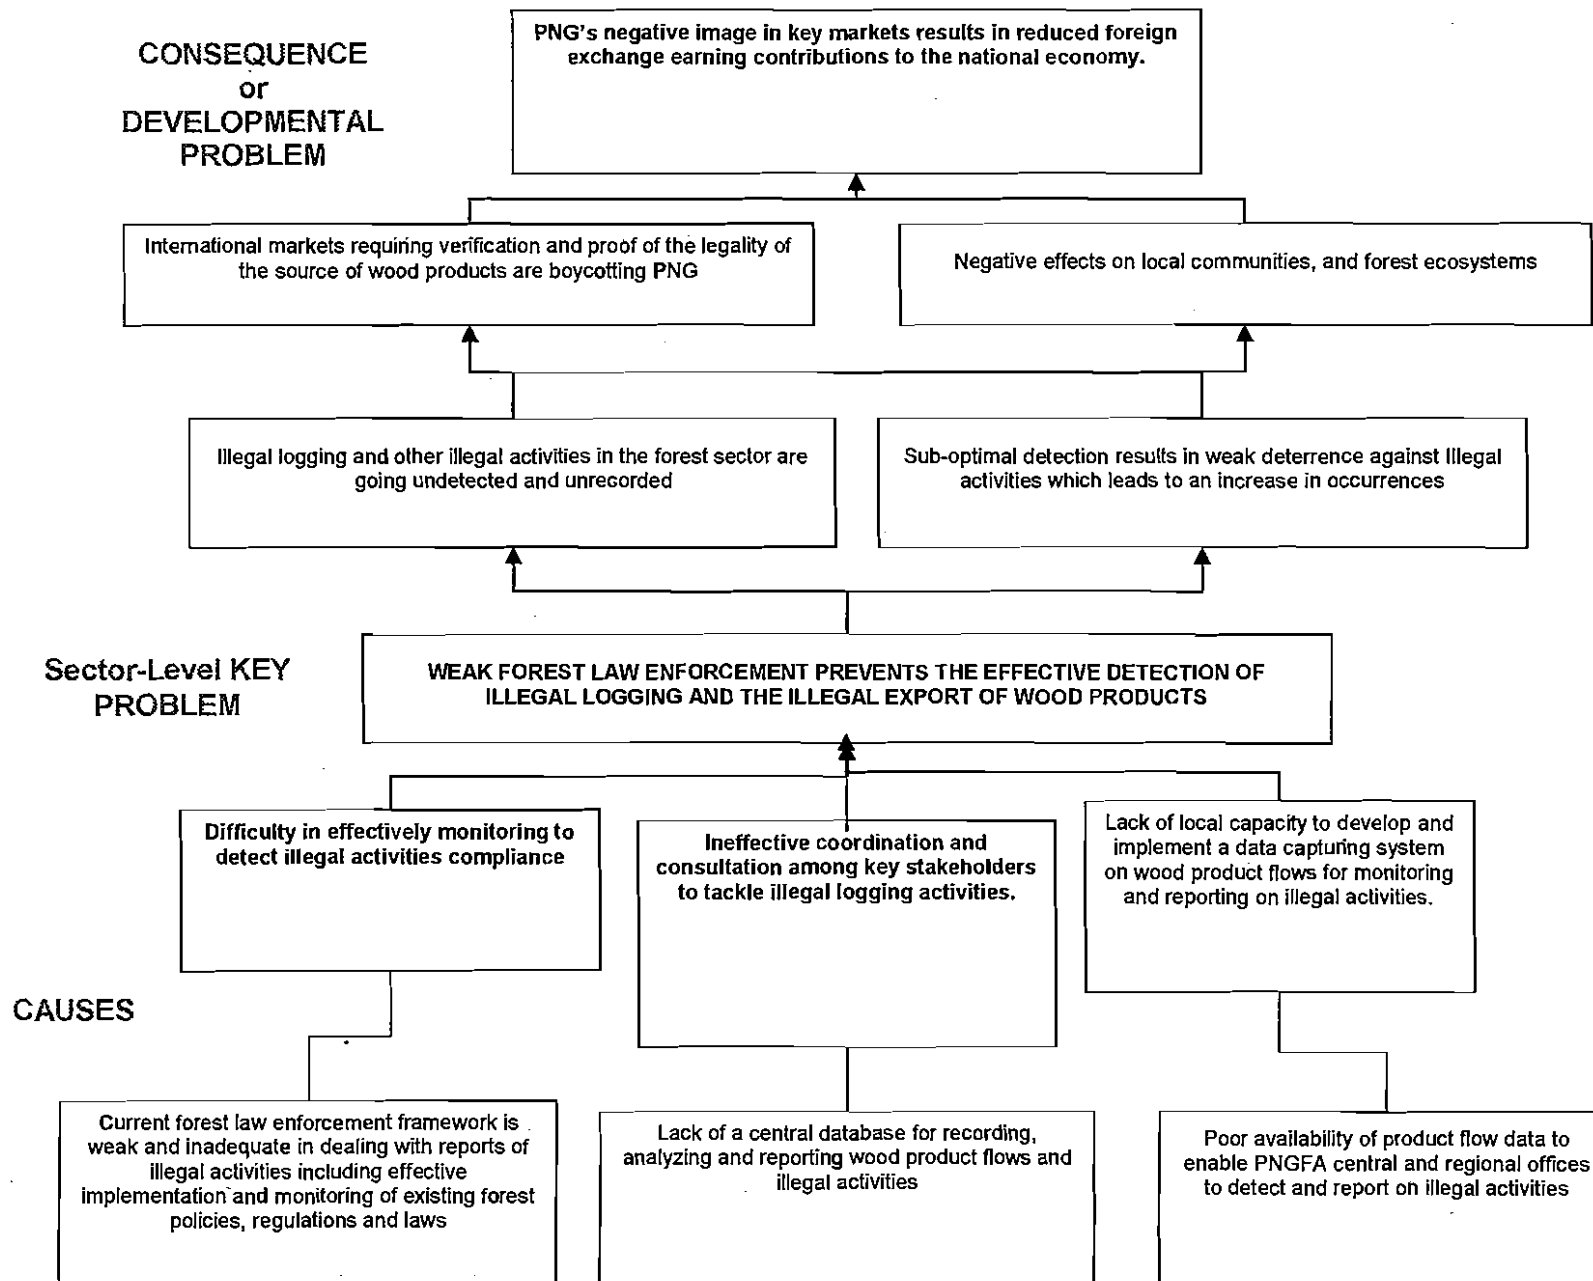 CONSEQUENCE
or
DEVELOPMENTAL
PROBLEM
PNG's negative image in key markets results in reduced foreign
exchange earning contributions to the national economy.
International markets requiring verification and proof of the legality of
the source of wood products are boycotting PNG
Negative effects on local communities, and forest ecosystems
Illegal logging and other illegal activities in the forest sector are
going undetected and unrecorded
Sub-optimal detection results in weak deterrence against illegal
activities which leads to an increase in occurrences
Sector-Level KEY
PROBLEM
WEAK FOREST LAW ENFORCEMENT PREVENTS THE EFFECTIVE DETECTION OF
ILLEGAL LOGGING AND THE ILLEGAL EXPORT OF WOOD PRODUCTS
Difficulty in effectively monitoring to
detect illegal activities compliance
Ineffective coordination and
consultation among key stakeholders
to tackle illegal logging activities.
Lack of local capacity to develop and
implement a data capturing system
on wood product flows for monitoring
and reporting on illegal activities.
CAUSES
Current forest law enforcement framework is
weak and inadequate in dealing with reports of
illegal activities including effective
implementation and monitoring of existing forest
policies, regulations and laws
Lack of a central database for recording,
analyzing and reporting wood product flows and
illegal activities
Poor availability of product flow data to
enable PNGFA central and regional offices
to detect and report on illegal activities